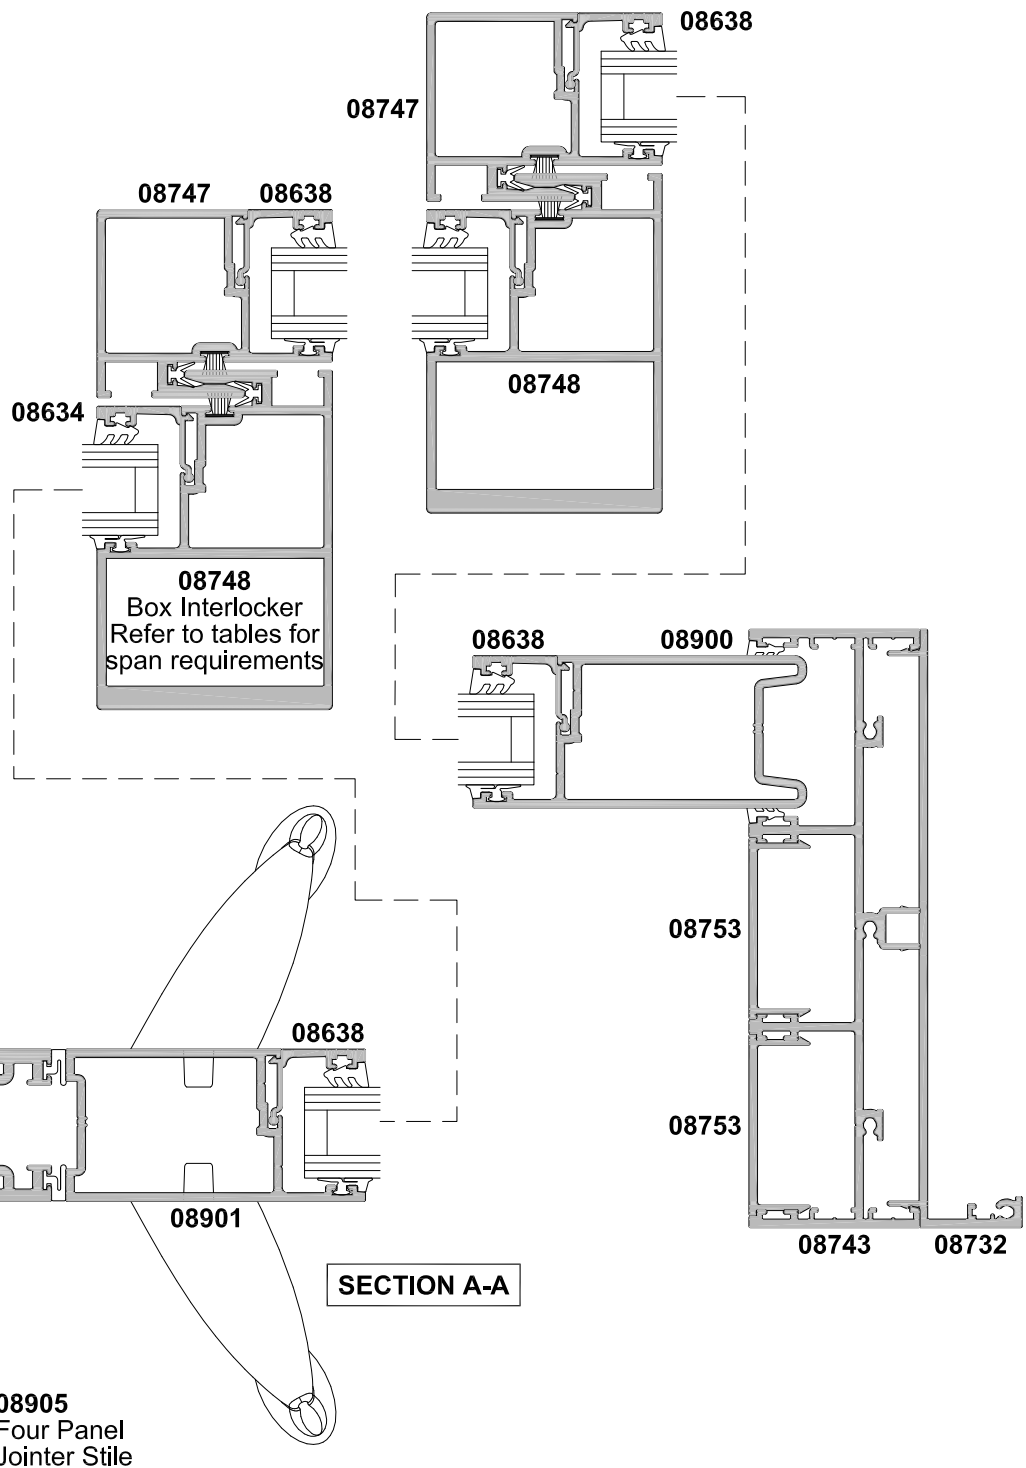 08638
08747
08747 08638
08748
08634
08748
Box Interlocker
Refer to tables for
span requirements
08638 08900
08753
08638
08753
08901
08743 08732
SECTION A-A
08905
Four Panel
Jointer Stile